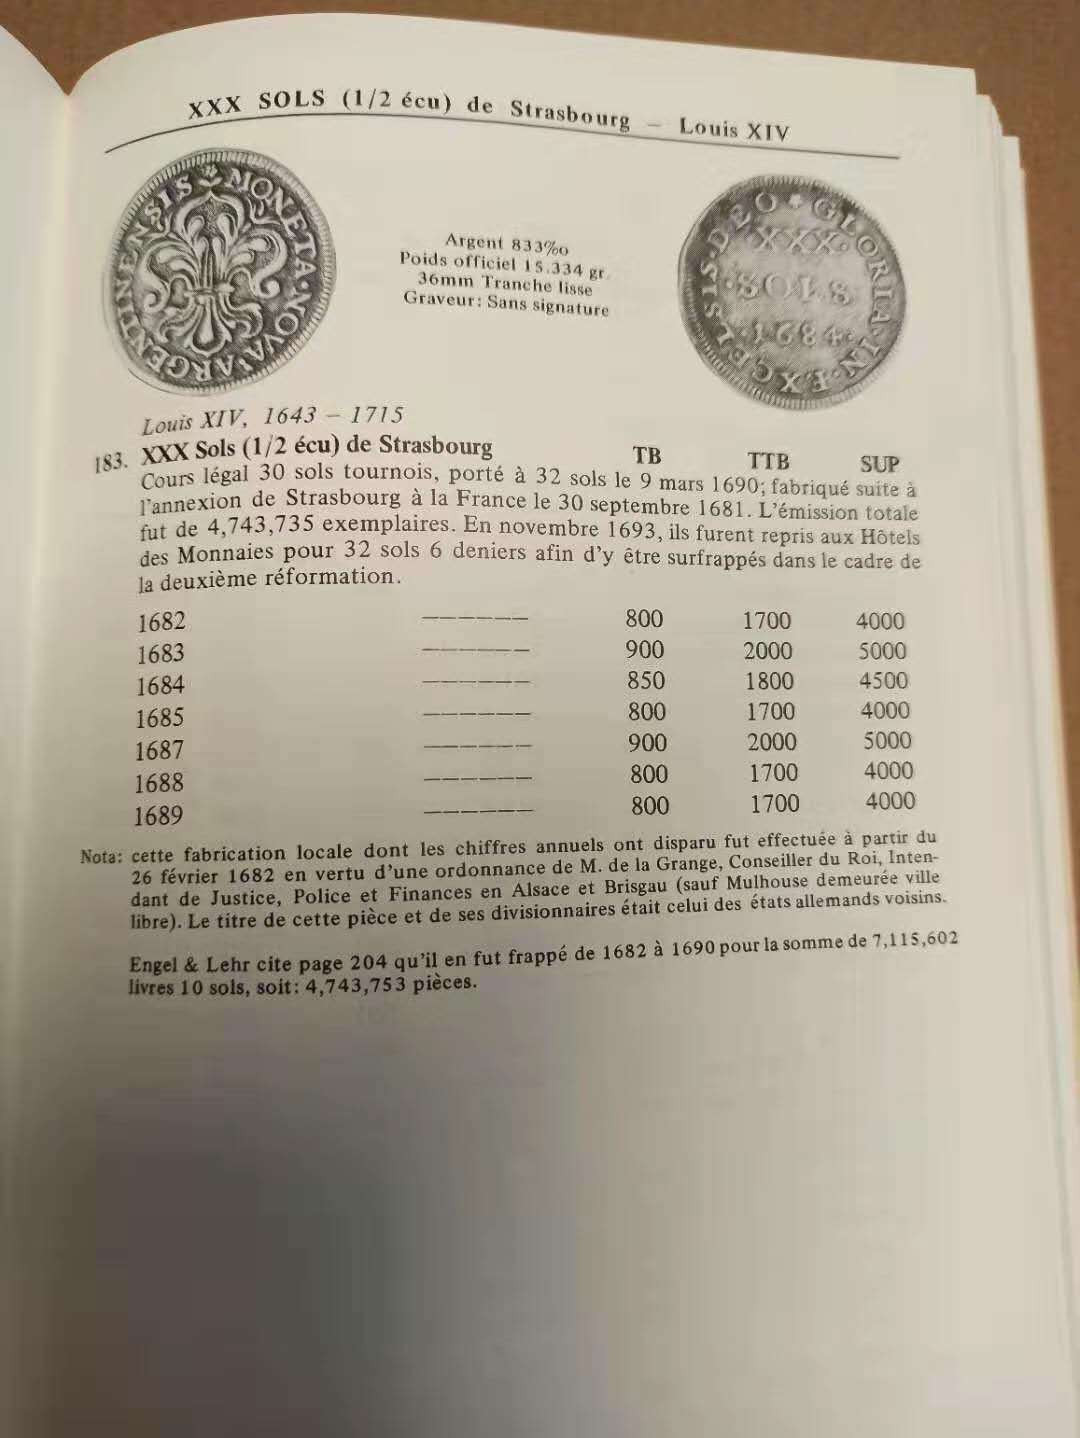 XXX SOLS (1/2 écu) de Strasbourg – Louis XIV
MONETA·NOVA·ARGENTINENSIS
Argent 833‰
Poids officiel 15.334 gr.
36mm Tranche lisse
Graveur: Sans signature
GLORIA·IN·EXCELSIS·DEO
·XXX·
·SOLS
·1684·
Louis XIV, 1643 – 1715
183. XXX Sols (1/2 écu) de Strasbourg TB TTB SUP
Cours légal 30 sols tournois, porté à 32 sols le 9 mars 1690; fabriqué suite à
l'annexion de Strasbourg à la France le 30 septembre 1681. L'émission totale
fut de 4,743,735 exemplaires. En novembre 1693, ils furent repris aux Hôtels
des Monnaies pour 32 sols 6 deniers afin d'y être surfrappés dans le cadre de
la deuxième réformation.
1682 —————— 800 1700 4000
1683 —————— 900 2000 5000
1684 —————— 850 1800 4500
1685 —————— 800 1700 4000
1687 —————— 900 2000 5000
1688 —————— 800 1700 4000
1689 —————— 800 1700 4000
Nota: cette fabrication locale dont les chiffres annuels ont disparu fut effectuée à partir du
26 février 1682 en vertu d'une ordonnance de M. de la Grange, Conseiller du Roi, Inten-
dant de Justice, Police et Finances en Alsace et Brisgau (sauf Mulhouse demeurée ville
libre). Le titre de cette pièce et de ses divisionnaires était celui des états allemands voisins.
Engel & Lehr cite page 204 qu'il en fut frappé de 1682 à 1690 pour la somme de 7,115,602
livres 10 sols, soit: 4,743,753 pièces.